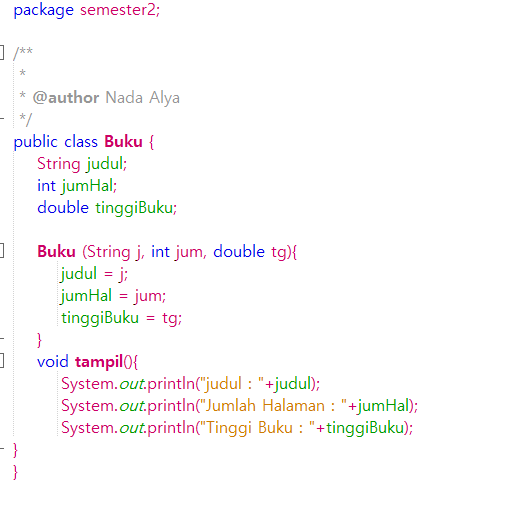 package semester2;
/**
 *
 * @author Nada Alya
 */
public class Buku {
    String judul;
    int jumHal;
    double tinggiBuku;
    Buku (String j, int jum, double tg){
        judul = j;
        jumHal = jum;
        tinggiBuku = tg;
    }
    void tampil(){
        System.out.println("judul : "+judul);
        System.out.println("Jumlah Halaman : "+jumHal);
        System.out.println("Tinggi Buku : "+tinggiBuku);
}
}